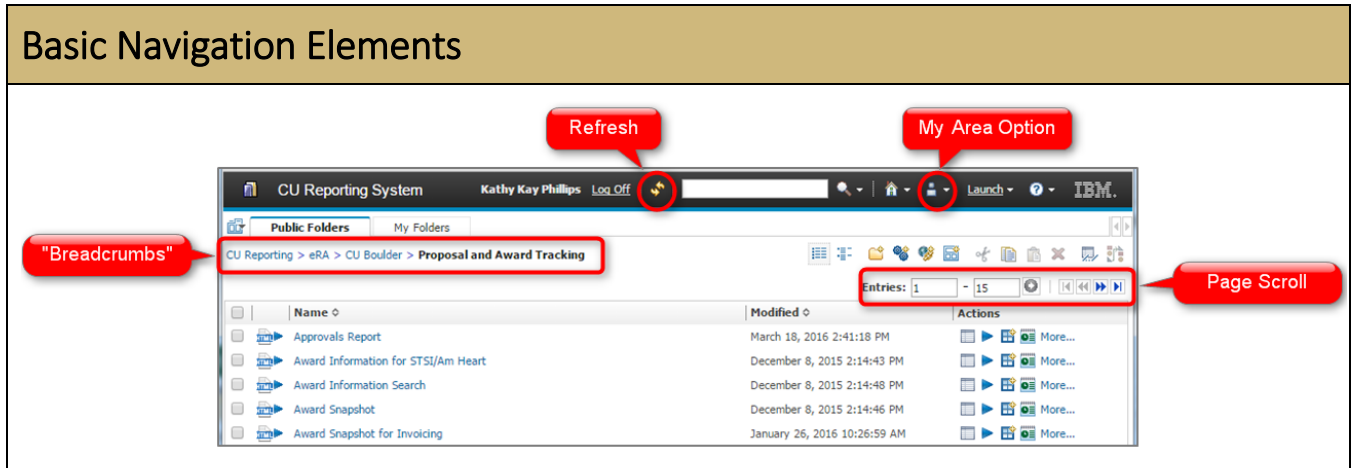 Basic Navigation Elements
Refresh
My Area Option
CU Reporting System Kathy Kay Phillips Log Off Launch ? IBM.
Public Folders My Folders
"Breadcrumbs"
CU Reporting > eRA > CU Boulder > Proposal and Award Tracking
Entries: 1 - 15
Page Scroll
Name Modified Actions
Approvals Report March 18, 2016 2:41:18 PM More...
Award Information for STSI/Am Heart December 8, 2015 2:14:43 PM More...
Award Information Search December 8, 2015 2:14:48 PM More...
Award Snapshot December 8, 2015 2:14:46 PM More...
Award Snapshot for Invoicing January 26, 2016 10:26:59 AM More...